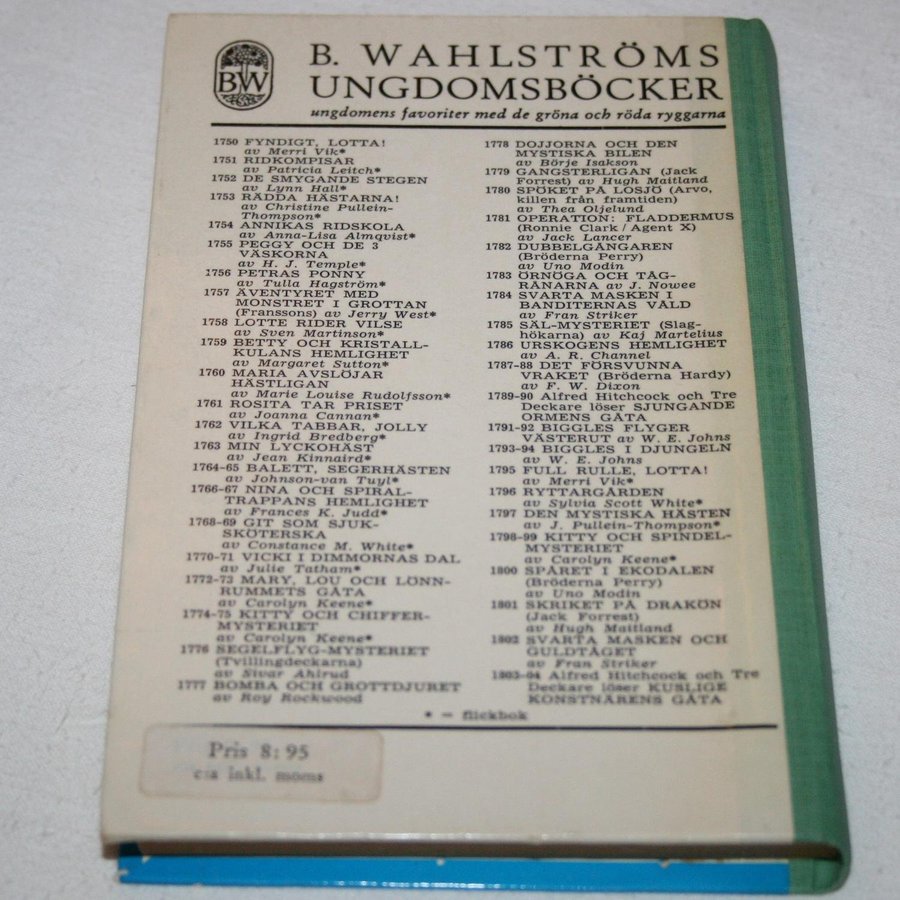 BW
B. WAHLSTRÖMS
UNGDOMSBÖCKER
ungdomens favoriter med de gröna och röda ryggarna
1750 FYNDIGT, LOTTA!
av Merri Vik*
1751 RIDKOMPISAR
av Patricia Leitch*
1752 DE SMYGANDE STEGEN
av Lynn Hall*
1753 RÄDDA HÄSTARNA!
av Christine Pullein-
Thompson*
1754 ANNIKAS RIDSKOLA
av Anna-Lisa Almqvist*
1755 PEGGY OCH DE 3
VÄSKORNA
av H. J. Temple*
1756 PETRAS PONNY
av Tulla Hagström*
1757 ÄVENTYRET MED
MONSTRET I GROTTAN
(Franssons) av Jerry West*
1758 LOTTE RIDER VILSE
av Sven Martinson*
1759 BETTY OCH KRISTALL-
KULANS HEMLIGHET
av Margaret Sutton*
1760 MARIA AVSLÖJAR
HÄSTLIGAN
av Marie Louise Rudolfsson*
1761 ROSITA TAR PRISET
av Joanna Cannan*
1762 VILKA TABBAR, JOLLY
av Ingrid Bredberg*
1763 MIN LYCKOHÄST
av Jean Kinnaird*
1764-65 BALETT, SEGERHÄSTEN
av Johnson-van Tuyl*
1766-67 NINA OCH SPIRAL-
TRAPPANS HEMLIGHET
av Frances K. Judd*
1768-69 GIT SOM SJUK-
SKÖTERSKA
av Constance M. White*
1770-71 VICKI I DIMMORNAS DAL
av Julie Tatham*
1772-73 MARY, LOU OCH LÖNN-
RUMMETS GÅTA
av Carolyn Keene*
1774-75 KITTY OCH CHIFFER-
MYSTERIET
av Carolyn Keene*
1776 SEGELFLYG-MYSTERIET
(Tvillingdeckarna)
av Sivar Ahlrud
1777 BOMBA OCH GROTTDJURET
av Roy Rockwood
1778 DOJJORNA OCH DEN
MYSTISKA BILEN
av Börje Isakson
1779 GANGSTERLIGAN (Jack
Forrest) av Hugh Maitland
1780 SPÖKET PÅ LOSJÖ (Arvo,
killen från framtiden)
av Thea Oljelund
1781 OPERATION: FLADDERMUS
(Ronnie Clark / Agent X)
av Jack Lancer
1782 DUBBELGÅNGAREN
(Bröderna Perry)
av Uno Modin
1783 ÖRNÖGA OCH TÅG-
RÅNARNA av J. Nowee
1784 SVARTA MASKEN I
BANDITERNAS VÅLD
av Fran Striker
1785 SÄL-MYSTERIET (Slag-
hökarna) av Kaj Martelius
1786 URSKOGENS HEMLIGHET
av A. R. Channel
1787-88 DET FÖRSVUNNA
VRAKET (Bröderna Hardy)
av F. W. Dixon
1789-90 Alfred Hitchcock och Tre
Deckare löser SJUNGANDE
ORMENS GÅTA
1791-92 BIGGLES FLYGER
VÄSTERUT av W. E. Johns
1793-94 BIGGLES I DJUNGELN
av W. E. Johns
1795 FULL RULLE, LOTTA!
av Merri Vik*
1796 RYTTARGÅRDEN
av Sylvia Scott White*
1797 DEN MYSTISKA HÄSTEN
av J. Pullein-Thompson*
1798-99 KITTY OCH SPINDEL-
MYSTERIET
av Carolyn Keene*
1800 SPÅRET I EKODALEN
(Bröderna Perry)
av Uno Modin
1801 SKRIKET PÅ DRAKÖN
(Jack Forrest)
av Hugh Maitland
1802 SVARTA MASKEN OCH
GULDTÅGET
av Fran Striker
1803-04 Alfred Hitchcock och Tre
Deckare löser KUSLIGE
KONSTNÄRENS GÅTA
* = flickbok
Pris 8:95
c:a inkl. moms